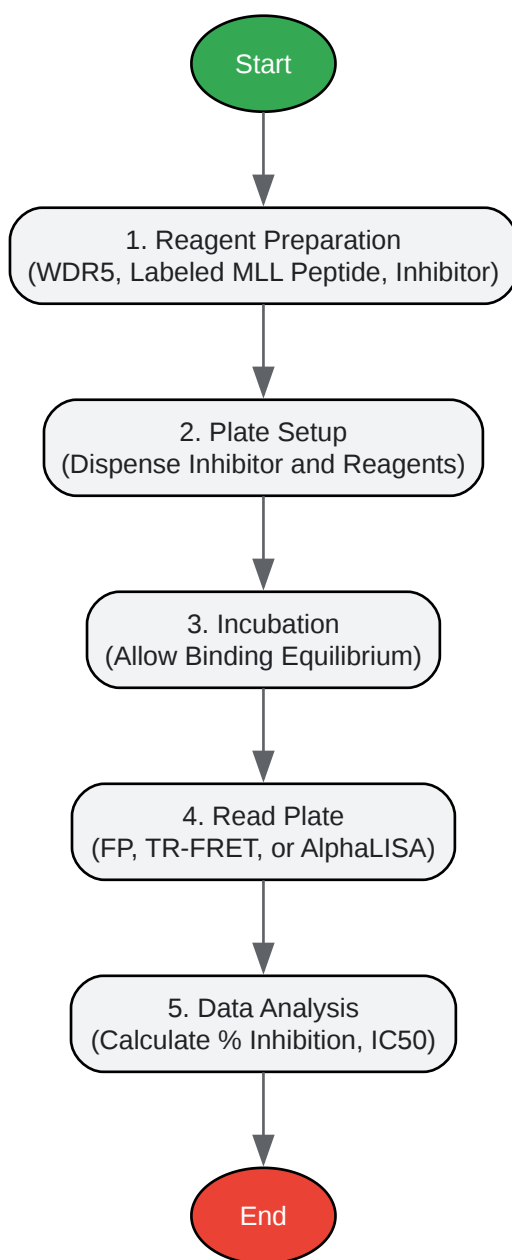 Start
1. Reagent Preparation
(WDR5, Labeled MLL Peptide, Inhibitor)
2. Plate Setup
(Dispense Inhibitor and Reagents)
3. Incubation
(Allow Binding Equilibrium)
4. Read Plate
(FP, TR-FRET, or AlphaLISA)
5. Data Analysis
(Calculate % Inhibition, IC50)
End